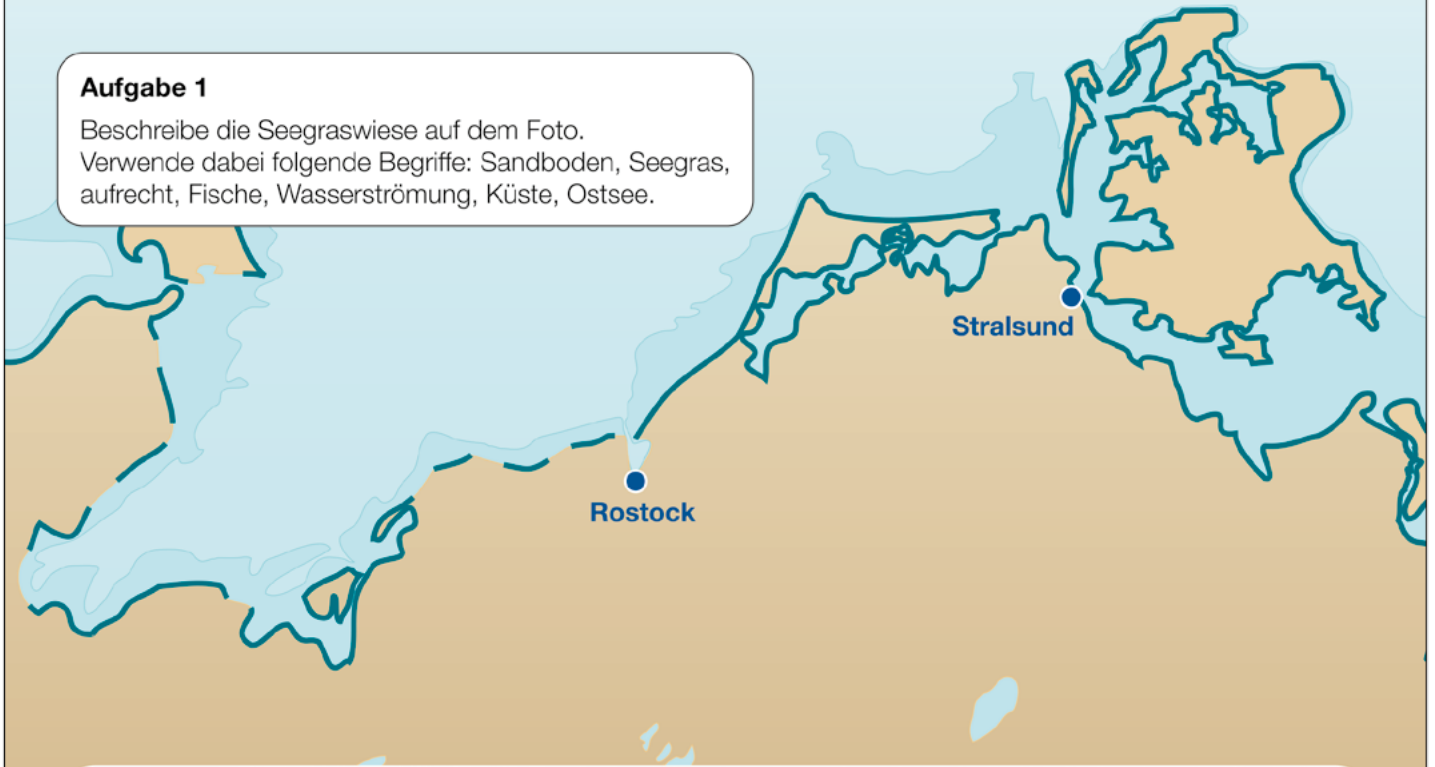 Aufgabe 1
Beschreibe die Seegraswiese auf dem Foto.
Verwende dabei folgende Begriffe: Sandboden, Seegras,
aufrecht, Fische, Wasserströmung, Küste, Ostsee.
Stralsund
Rostock